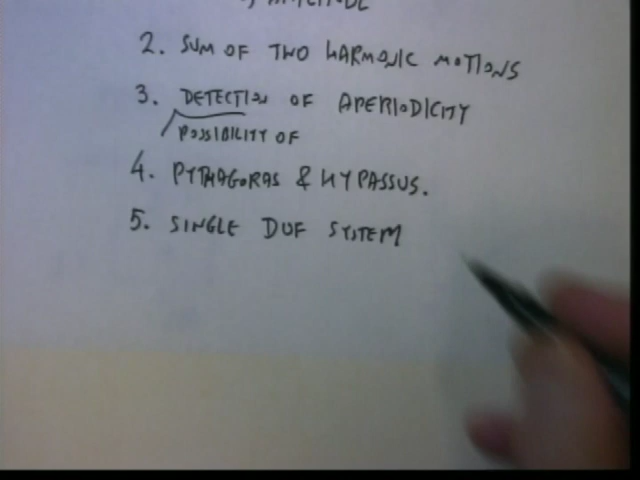 2. SUM OF TWO HARMONIC MOTIONS
3. DETECTION OF APERIODICITY
POSSIBILITY OF
4. PYTHAGORAS & HYPASSUS.
5. SINGLE DOF SYSTEM